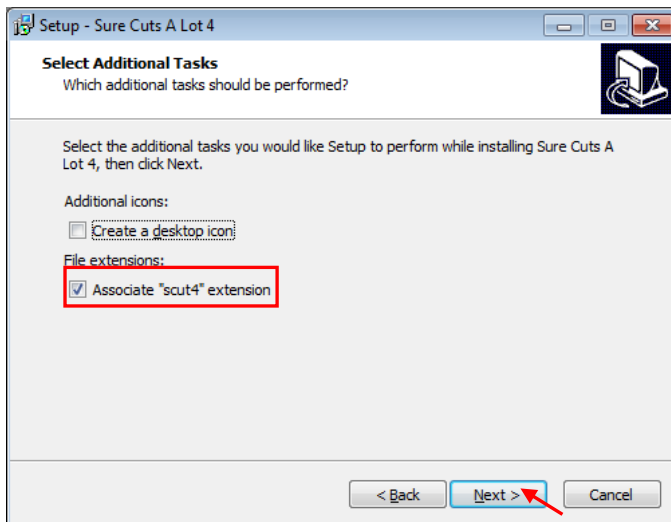 Setup - Sure Cuts A Lot 4
Select Additional Tasks
Which additional tasks should be performed?
Select the additional tasks you would like Setup to perform while installing Sure Cuts A
Lot 4, then click Next.
Additional icons:
Create a desktop icon
File extensions:
Associate "scut4" extension
< Back
Next >
Cancel